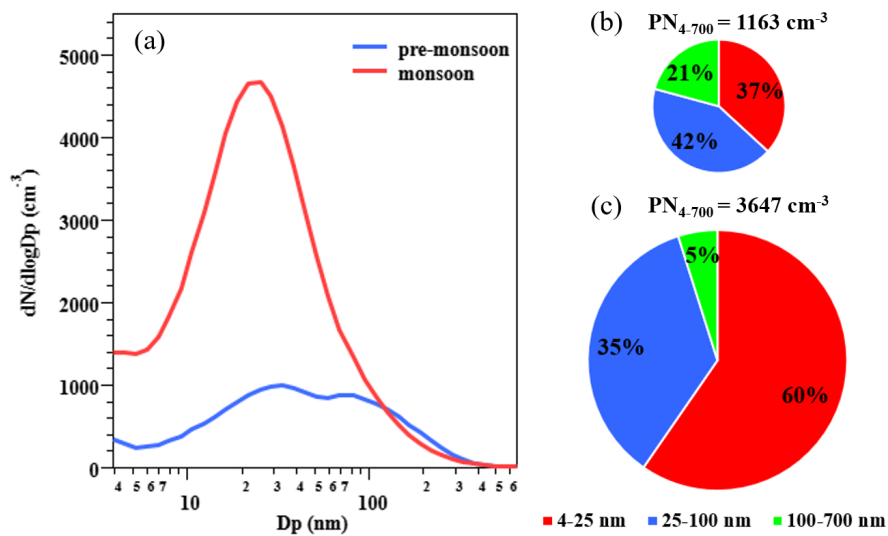 (a)
pre-monsoon
monsoon
dN/dlogDp (cm-3)
5000
4000
3000
2000
1000
0
4 5 6 7 2 3 4 5 6 7 2 3 4 5 6
10 100
Dp (nm)
(b) PN4-700 = 1163 cm-3
21%
37%
42%
(c) PN4-700 = 3647 cm-3
5%
35%
60%
4-25 nm 25-100 nm 100-700 nm